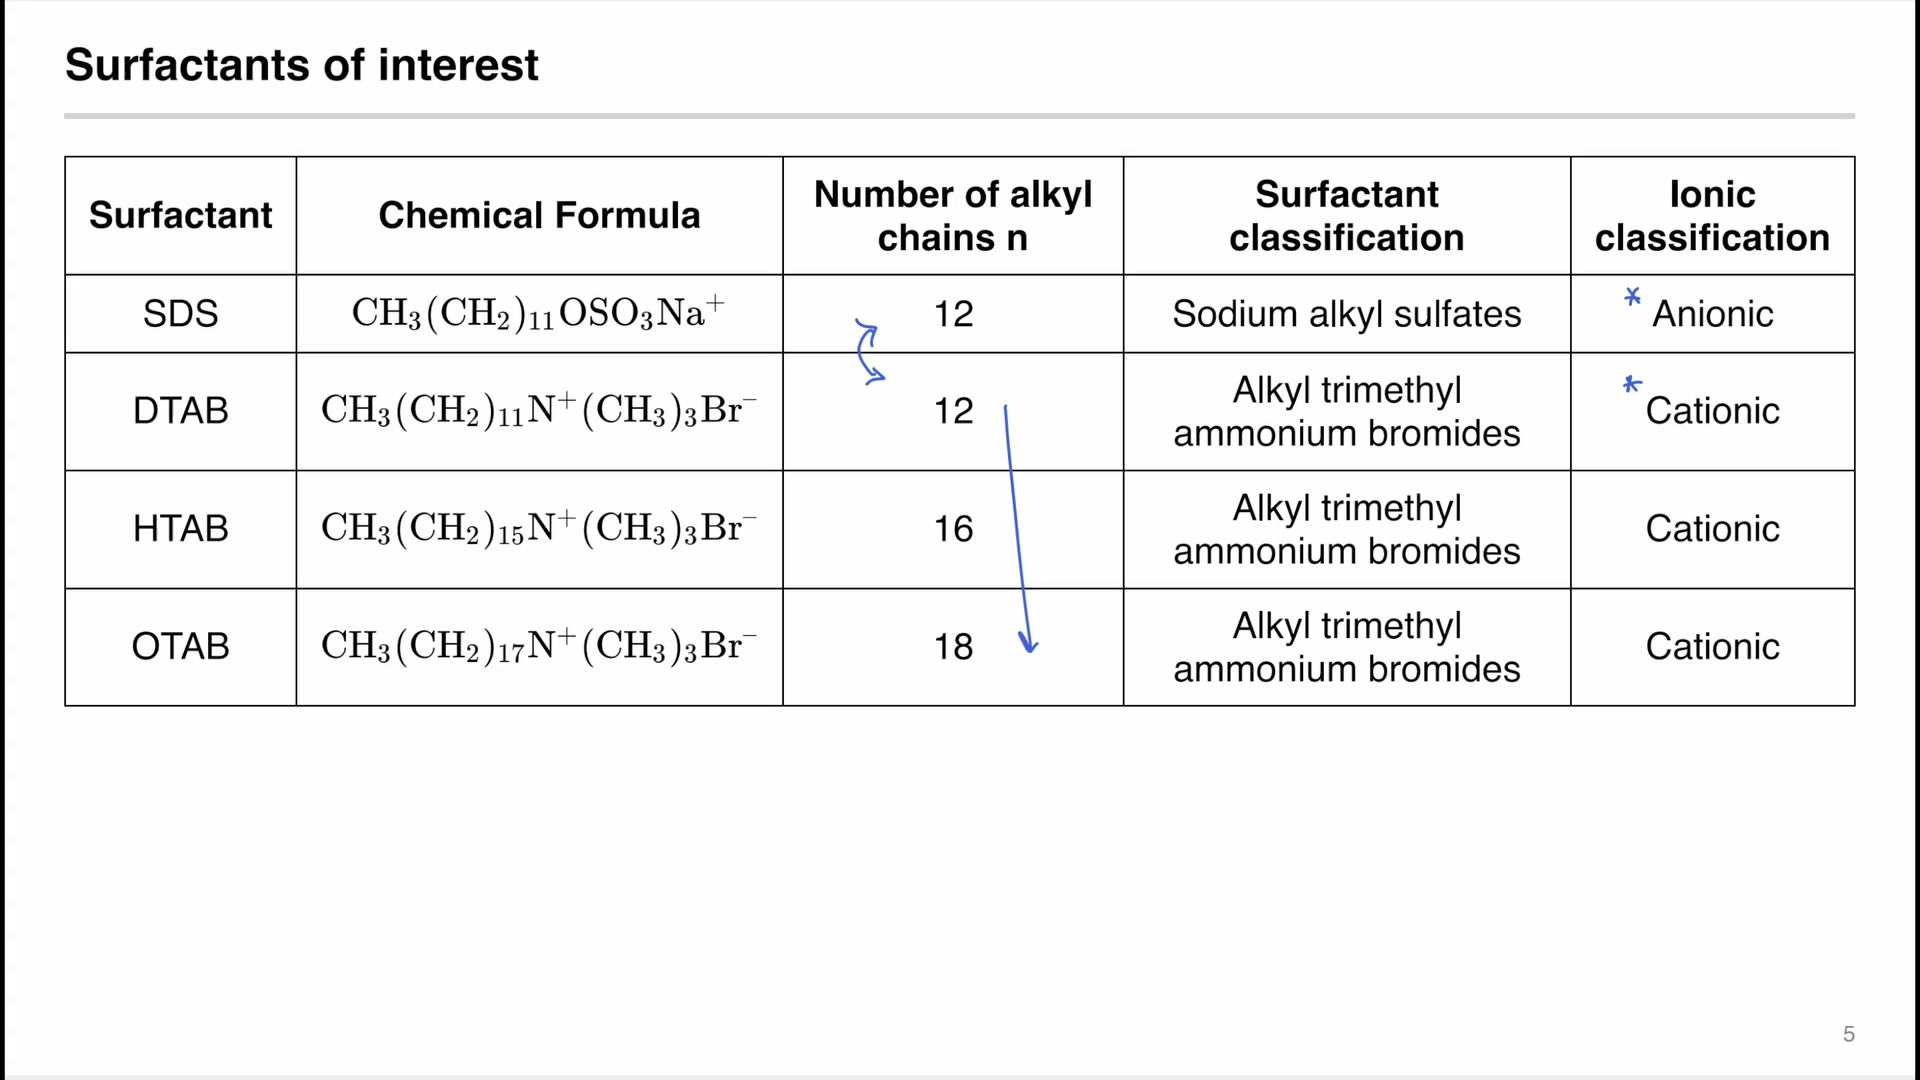 Surfactants of interest
Surfactant
Chemical Formula
Number of alkyl
chains n
Surfactant
classification
Ionic
classification
SDS
CH₃(CH₂)₁₁OSO₃Na⁺
12
Sodium alkyl sulfates
* Anionic
DTAB
CH₃(CH₂)₁₁N⁺(CH₃)₃Br⁻
12
Alkyl trimethyl
ammonium bromides
* Cationic
HTAB
CH₃(CH₂)₁₅N⁺(CH₃)₃Br⁻
16
Alkyl trimethyl
ammonium bromides
Cationic
OTAB
CH₃(CH₂)₁₇N⁺(CH₃)₃Br⁻
18
Alkyl trimethyl
ammonium bromides
Cationic
5